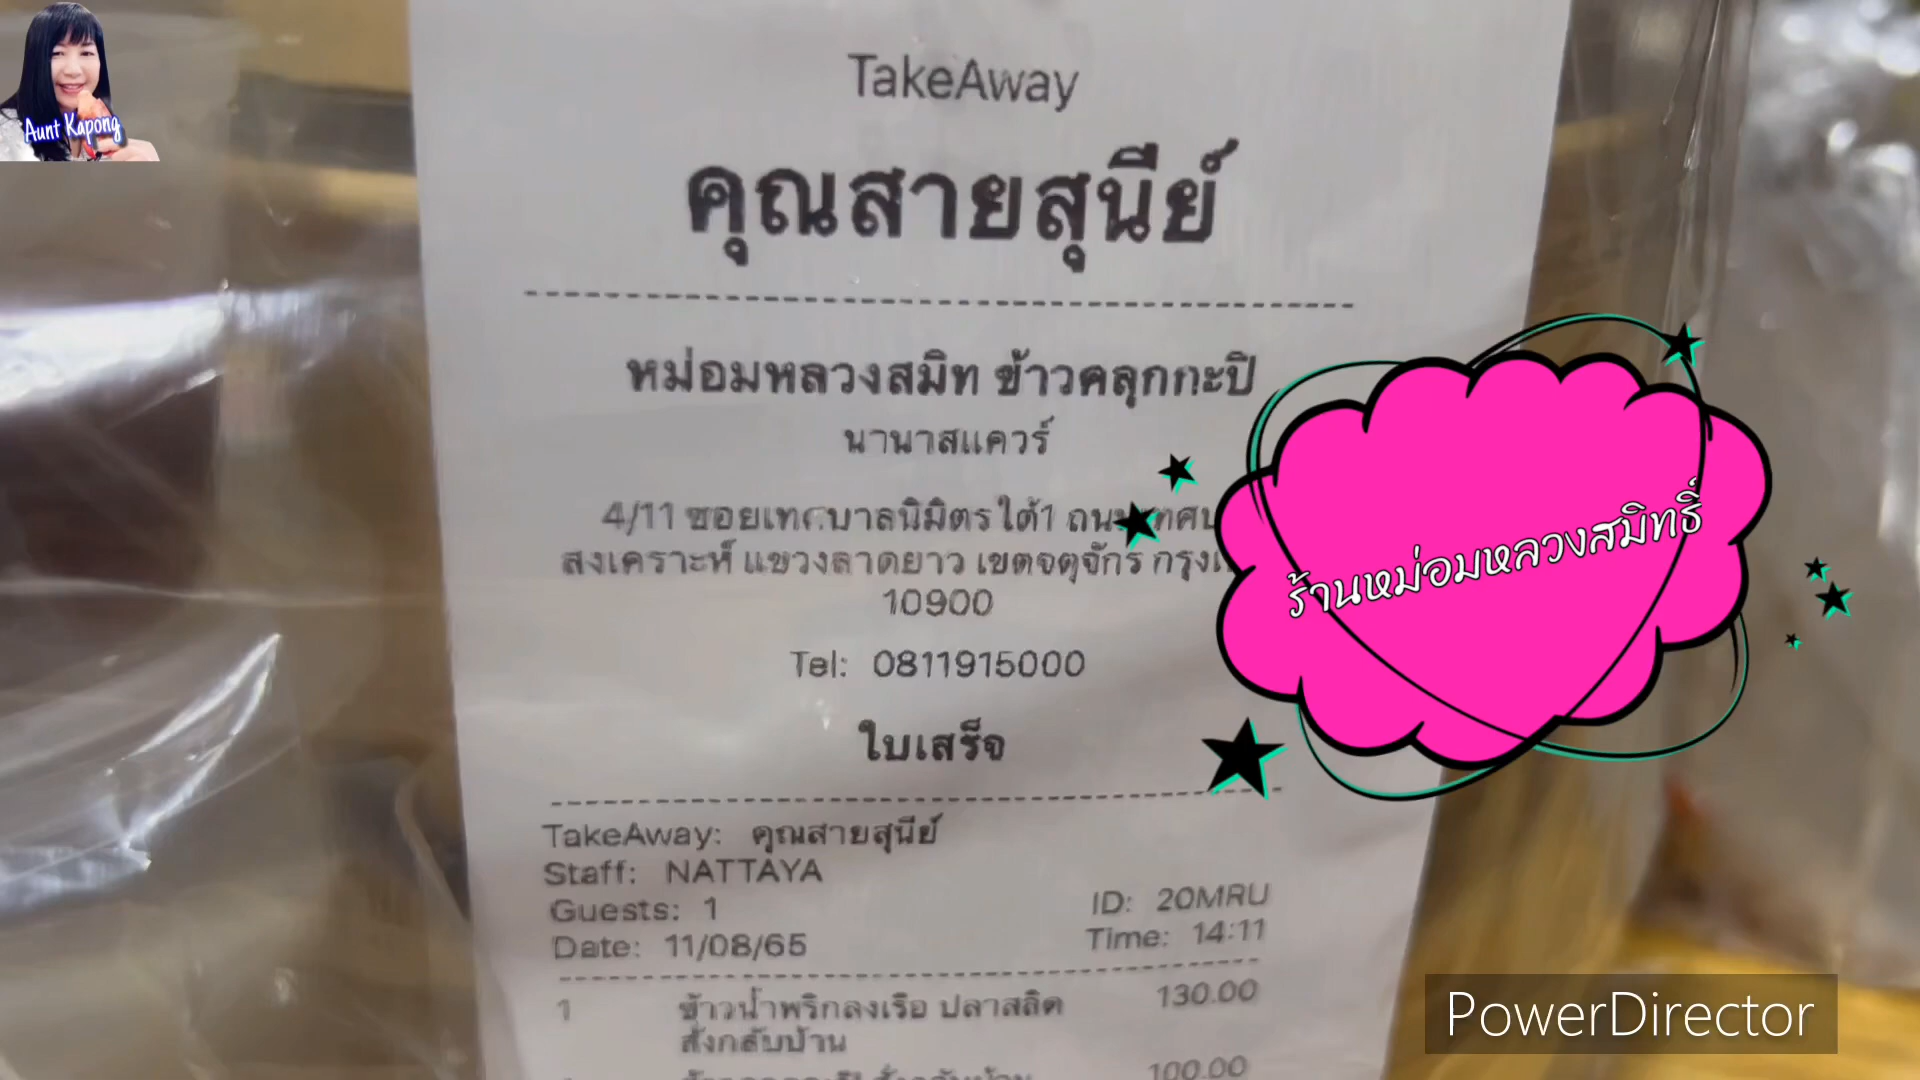 Aunt Kapong
TakeAway
คุณสายสุนีย์
หม่อมหลวงสมิท ข้าวคลุกกะปิ
นานาสแควร์
4/11 ซอยเทศบาลนิมิตรใต้1
สงเคราะห์ แขวงลาดยาว เขตจตุจักร
10900
Tel: 0811915000
ร้านหม่อมหลวงสมิทธิ์
ใบเสร็จ
TakeAway: คุณสายสุนีย์
Staff: NATTAYA
Guests: 1 ID: 20MRU
Date: 11/08/65 Time: 14:11
1 ข้าวน้ำพริกลงเรือ ปลาสลิด 130.00
สั่งกลับบ้าน
100.00
PowerDirector